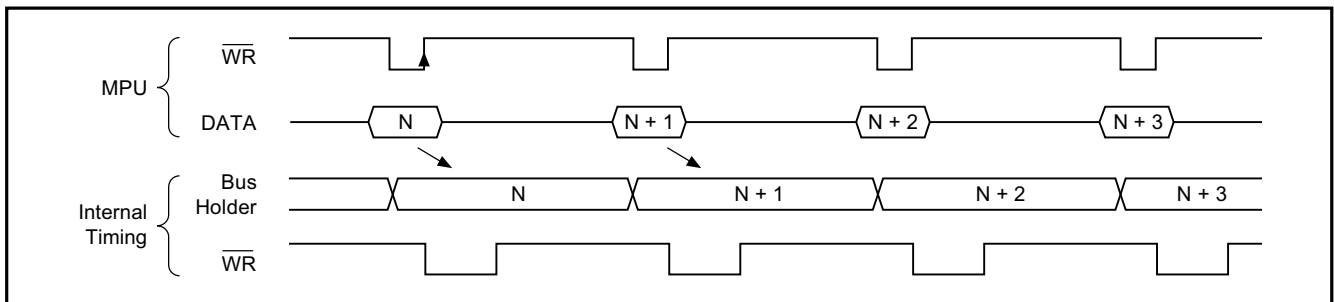 MPU
WR
DATA
N
N + 1
N + 2
N + 3
Internal
Timing
Bus
Holder
N
N + 1
N + 2
N + 3
WR